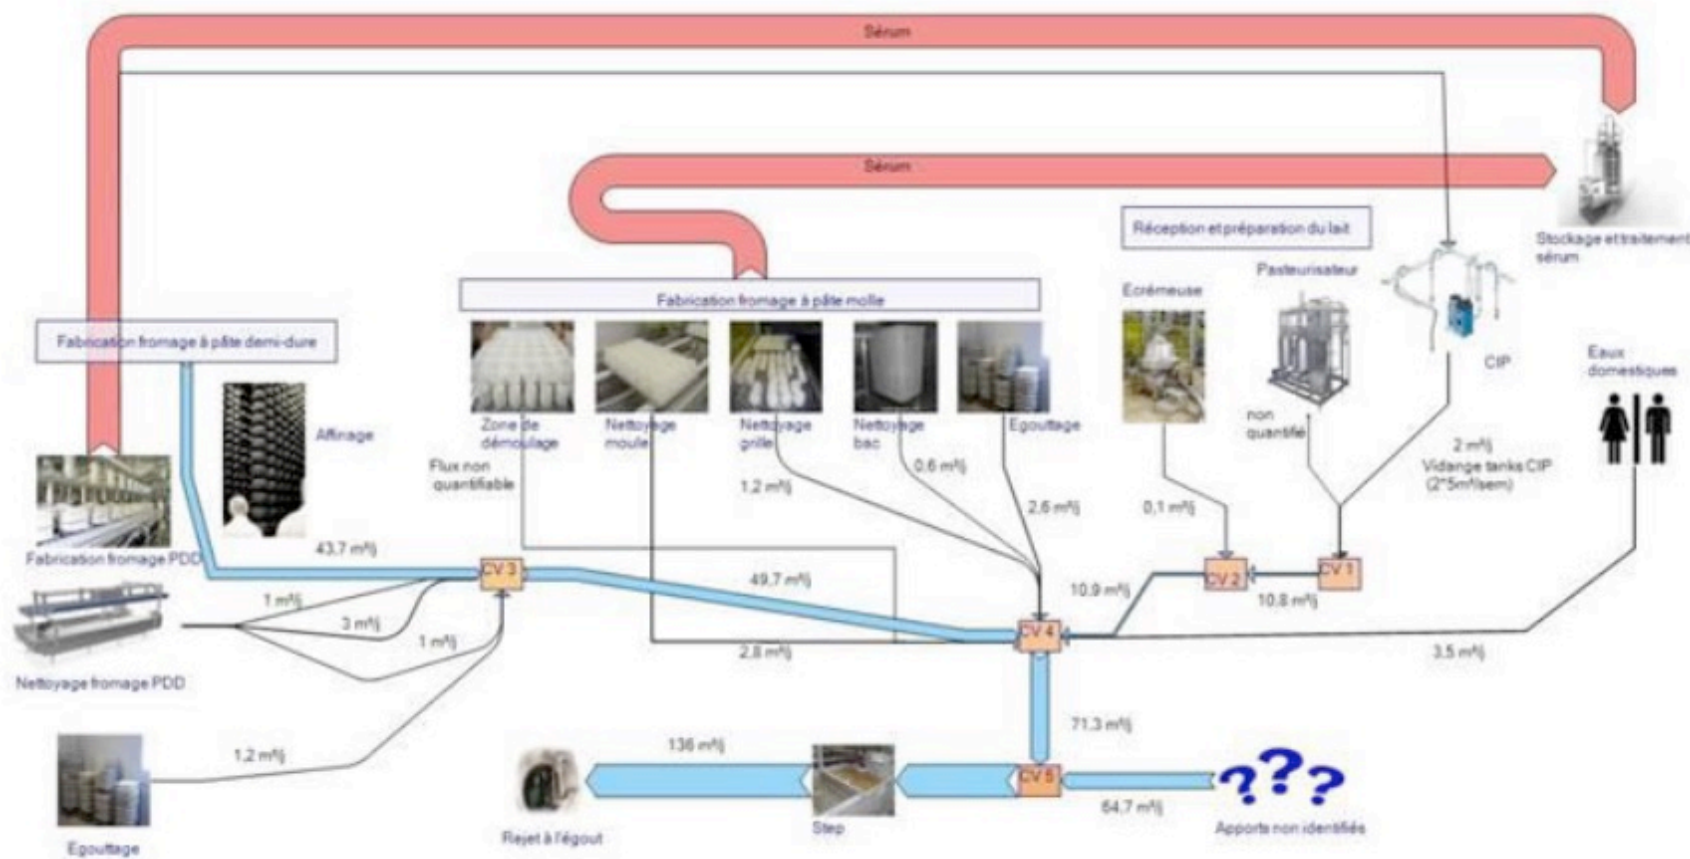 Sérum
Sérum
Réception et préparation du lait
Stockage et traitement
sérum
Pasteurisateur
Ecrémeuse
Fabrication fromage à pâte molle
Fabrication fromage à pâte demi-dure
CIP
Eaux
domestiques
Affinage
Zone de
démoulage
Nettoyage
moule
Nettoyage
grille
Nettoyage
bac
Egouttage
non
quantifié
Flux non
quantifiable
2 m³/j
Vidange tanks CIP
(2*5m³/sem)
1,2 m³/j
0,6 m³/j
2,6 m³/j
0,1 m³/j
Fabrication fromage PDD
43.7 m³/j
CV 3
49.7 m³/j
CV 2
CV 1
10.9 m³/j
10,8 m³/j
1 m³/j
3 m³/j
1 m³/j
CV 4
2.8 m³/j
3.5 m³/j
Nettoyage fromage PDD
1,2 m³/j
71.3 m³/j
136 m³/j
CV 5
???
64.7 m³/j
Rejet à l'égout
Step
Apports non identifiés
Egouttage